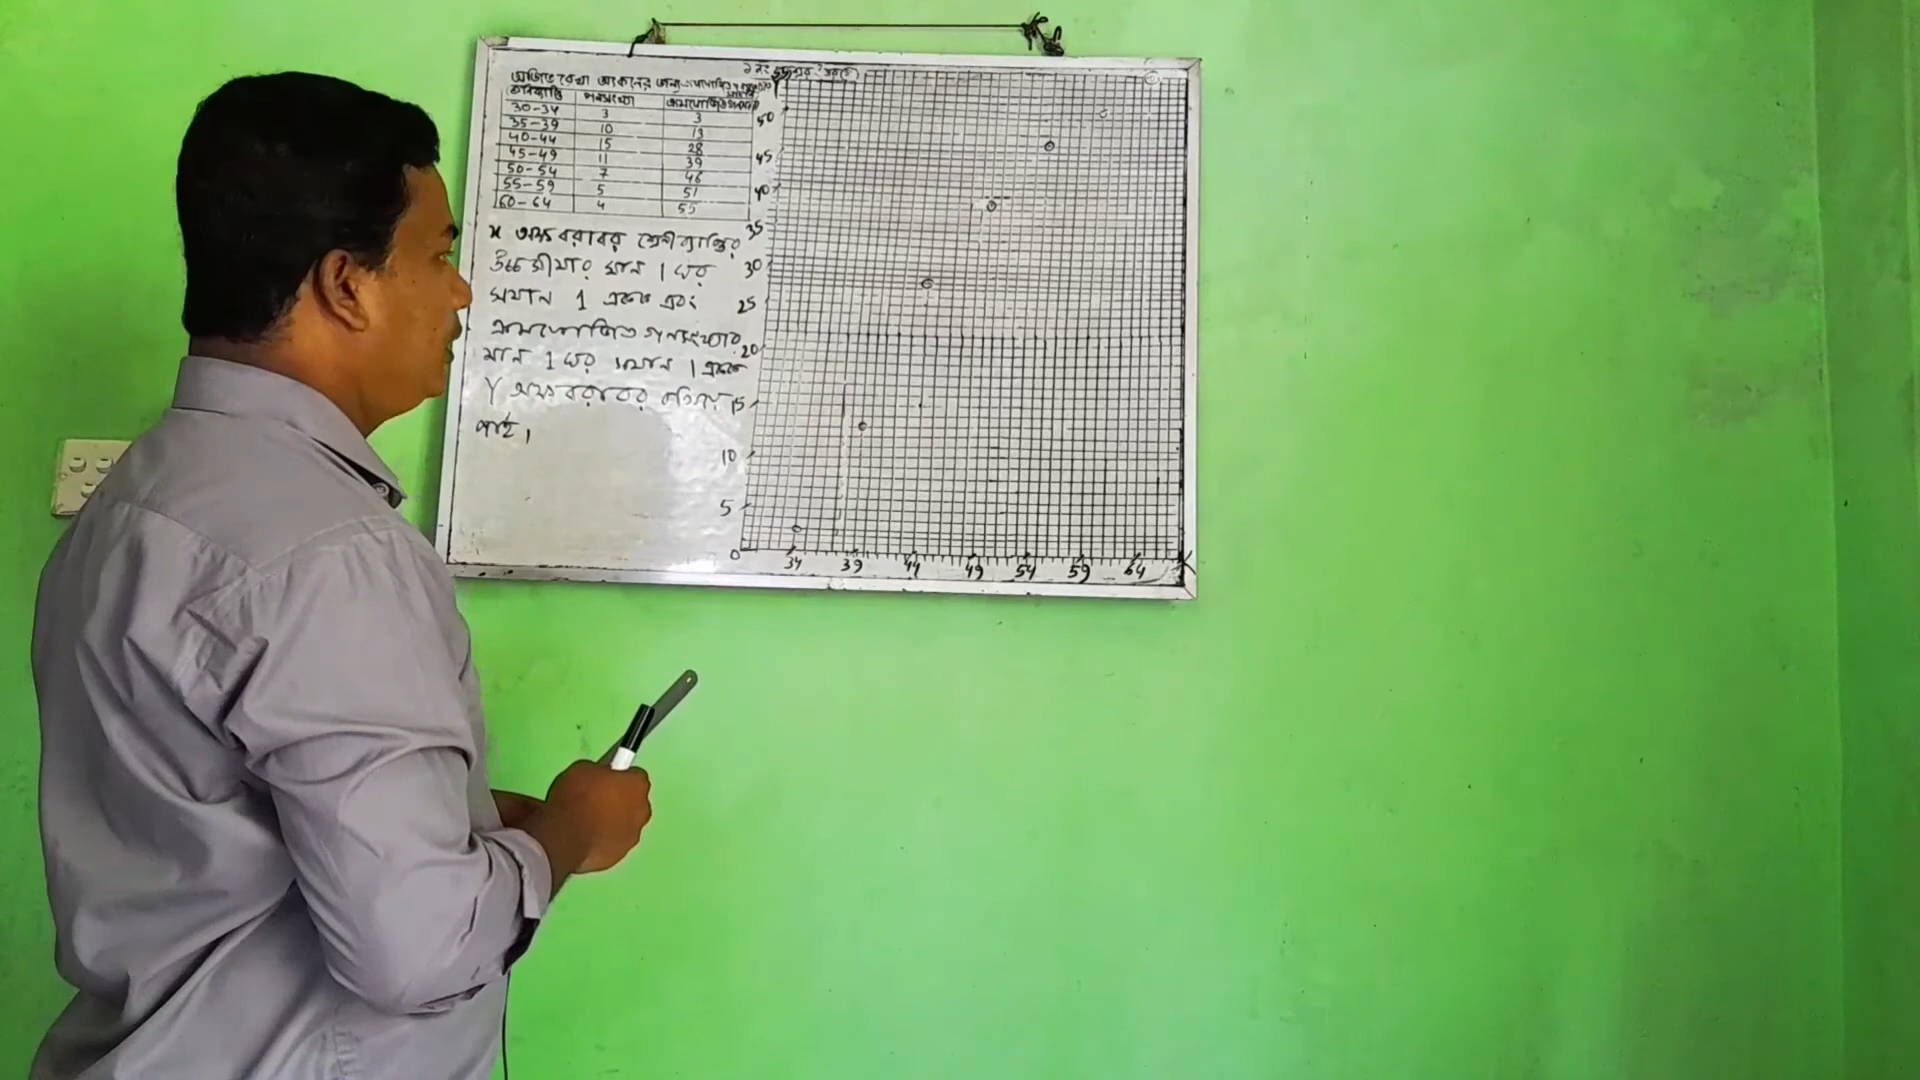 অজিভ রেখা অংকনের জন্য
গণসংখ্যা
30-34 3 3
35-39 10 13
40-44 15 28
45-49 11 39
50-54 7 46
55-59 5 51
60-64 4 55
x অক্ষ বরাবর শ্রেণী ব্যাপ্তির
উচ্চসীমার মান 1 ঘর
সমান 1 একক এবং
ক্রমযোজিত গণসংখ্যার
মান 1 ঘর সমান 1 একক
Y অক্ষ বরাবর
পাই।
50
45
40
35
30
25
20
15
10
5
0
34 39 44 49 54 59 64 X